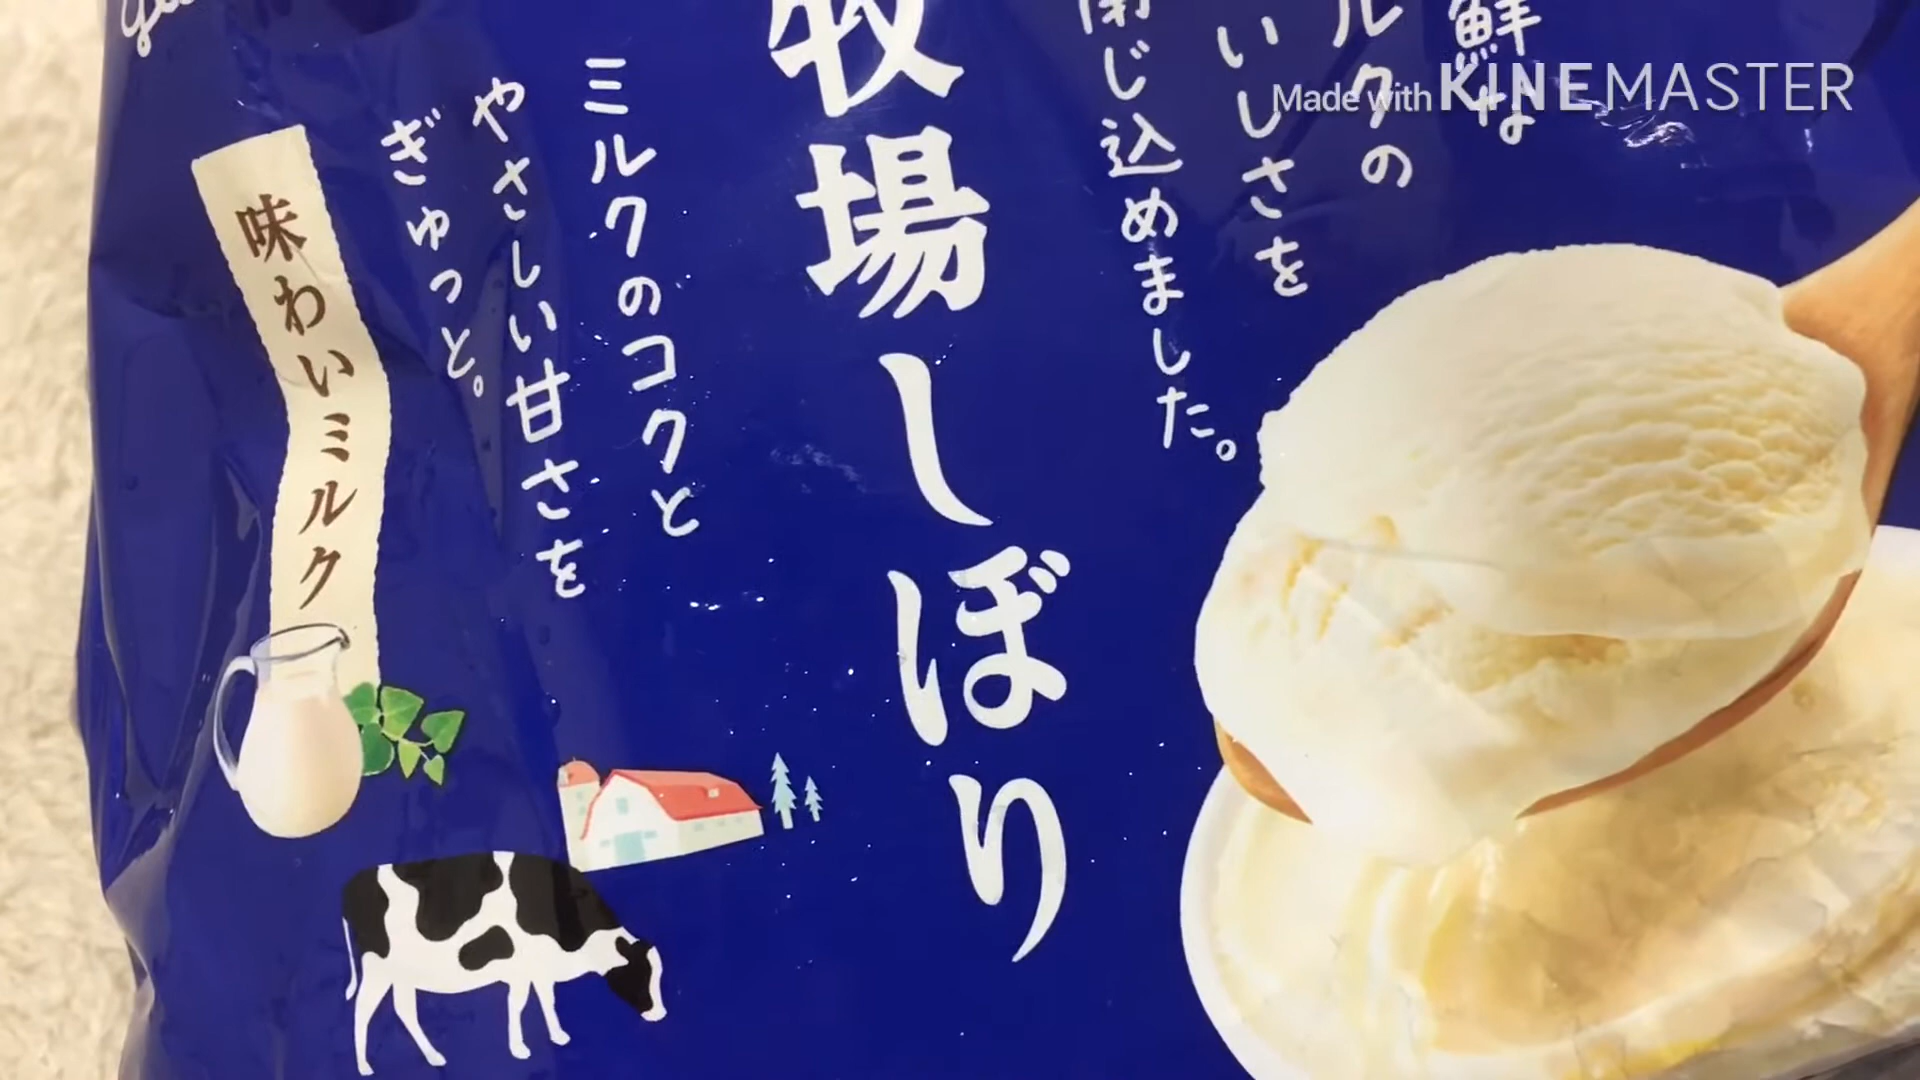 Made with KINEMASTER
鮮な
ルクの
いしさを
閉じ込めました。
牧場しぼり
ミルクのコクと
やさしい甘さを
ぎゅっと。
味わいミルク